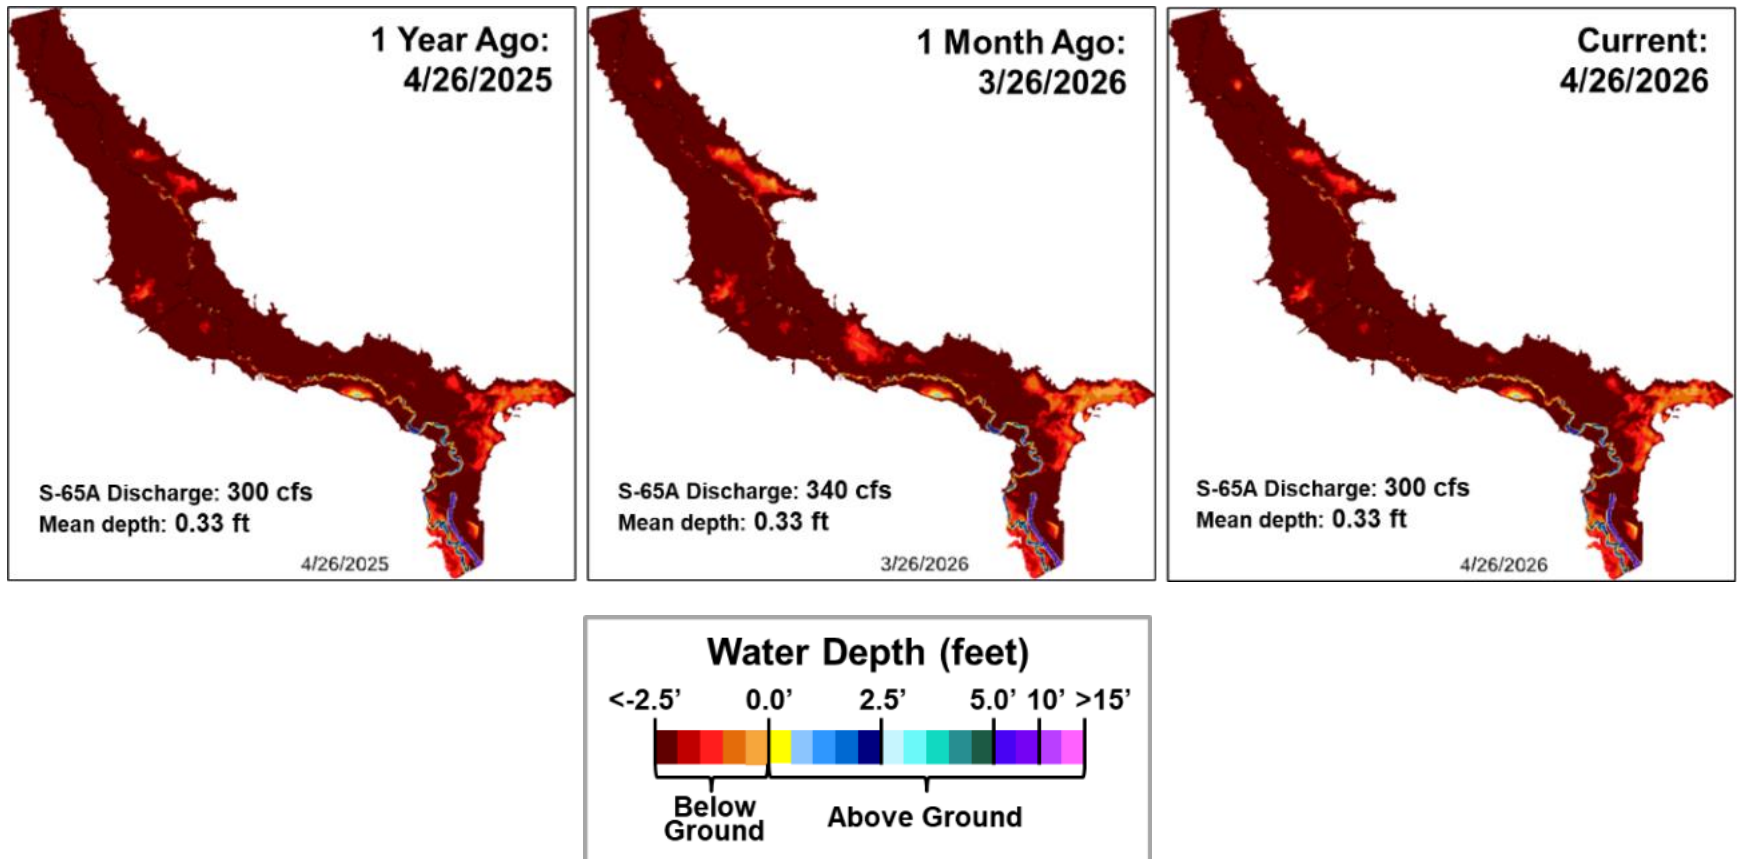 1 Year Ago:
4/26/2025
S-65A Discharge: 300 cfs
Mean depth: 0.33 ft
4/26/2025
1 Month Ago:
3/26/2026
S-65A Discharge: 340 cfs
Mean depth: 0.33 ft
3/26/2026
Current:
4/26/2026
S-65A Discharge: 300 cfs
Mean depth: 0.33 ft
4/26/2026
Water Depth (feet)
<-2.5’ 0.0’ 2.5’ 5.0’ 10’ >15’
Below
Ground
Above Ground